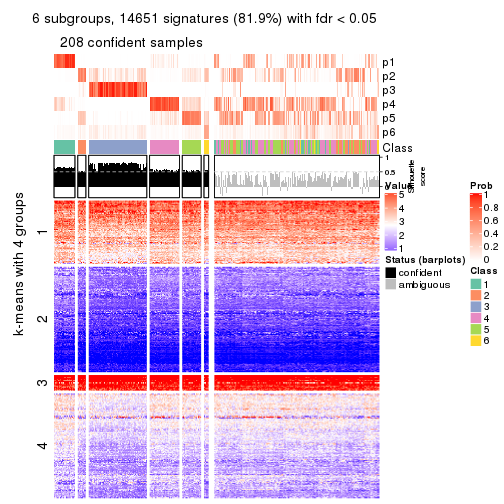 6 subgroups, 14651 signatures (81.9%) with fdr < 0.05
208 confident samples
p1
p2
p3
p4
p5
p6
Class
1
0.5
0
Silhouette
score
k-means with 4 groups
1
2
3
4
Value
5
4
3
2
1
Status (barplots)
confident
ambiguous
Prob
1
0.8
0.6
0.4
0.2
0
Class
1
2
3
4
5
6